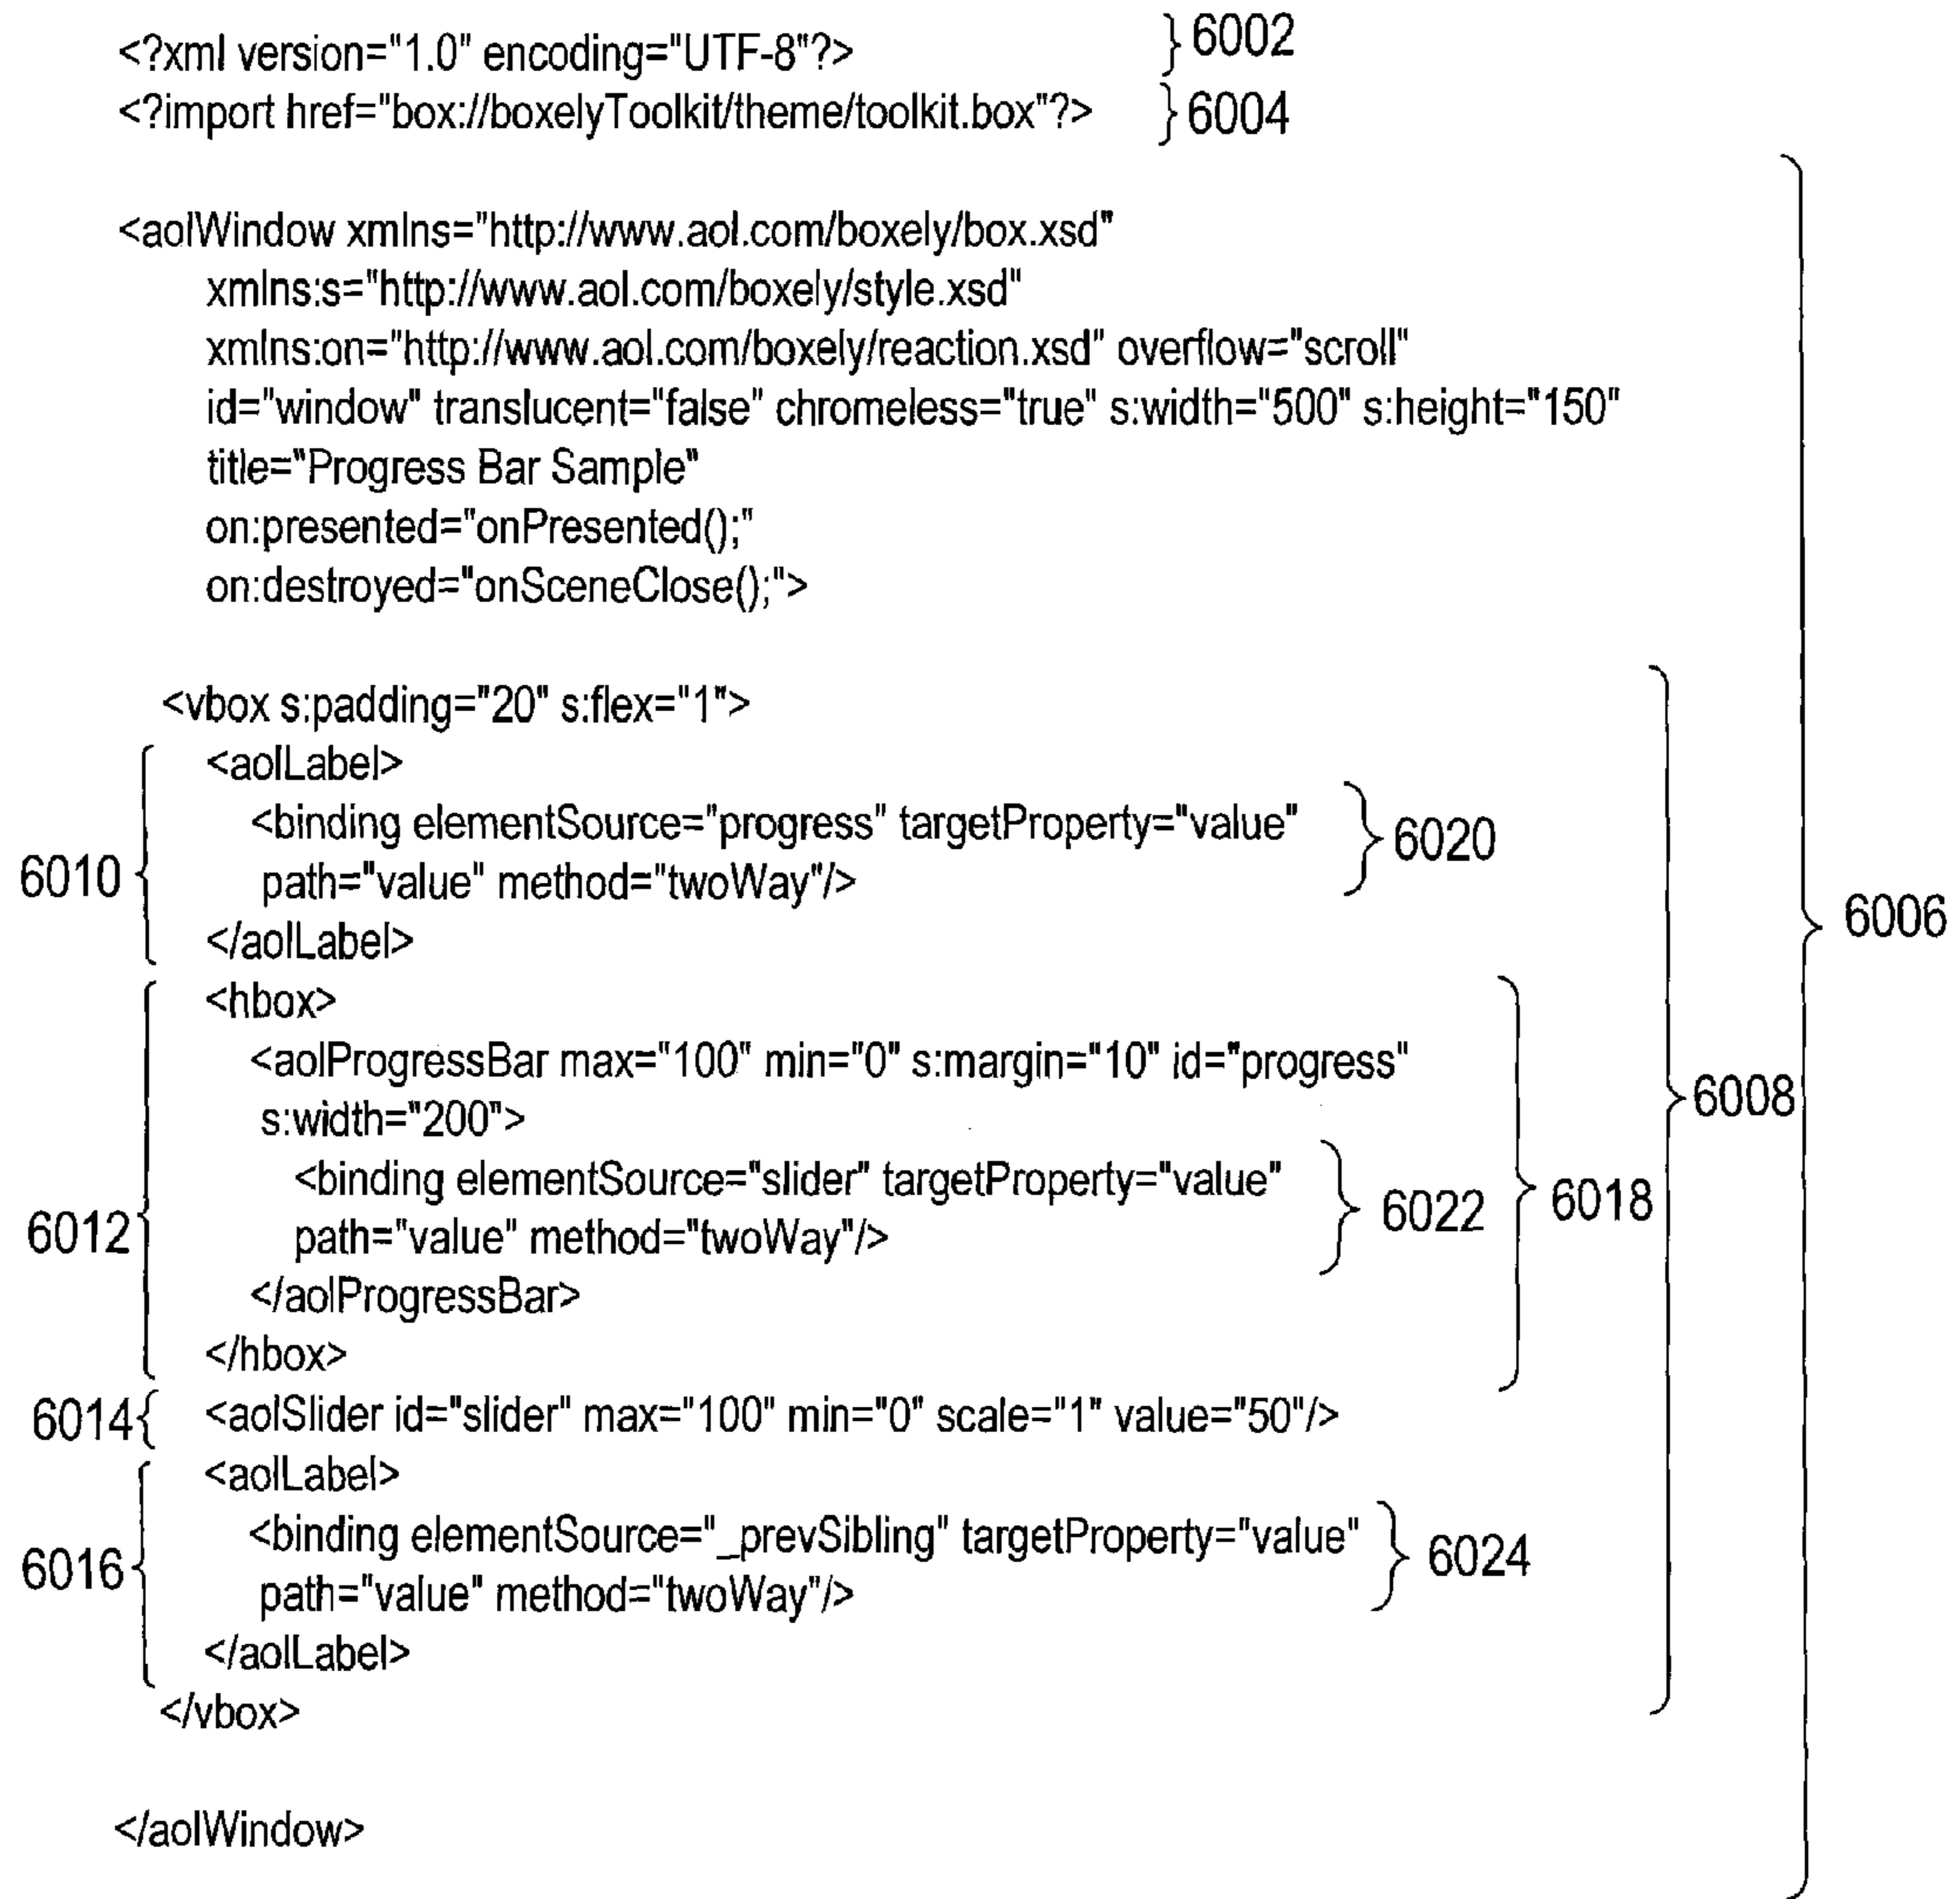 <?xml version="1.0" encoding="UTF-8"?> } 6002
<?import href="box://boxelyToolkit/theme/toolkit.box"?> } 6004
<aolWindow xmlns="http://www.aol.com/boxely/box.xsd"
xmlns:s="http://www.aol.com/boxely/style.xsd"
xmlns:on="http://www.aol.com/boxely/reaction.xsd" overflow="scroll"
id="window" translucent="false" chromeless="true" s:width="500" s:height="150"
title="Progress Bar Sample"
on:presented="onPresented();"
on:destroyed="onSceneClose();">
<vbox s:padding="20" s:flex="1">
<aolLabel>
<binding elementSource="progress" targetProperty="value"
6020
6010
path="value" method="twoWay"/>
6006
</aolLabel>
<hbox>
<aolProgressBar max="100" min="0" s:margin="10" id="progress"
6008
s:width="200">
<binding elementSource="slider" targetProperty="value"
6022
6018
6012
path="value" method="twoWay"/>
</aolProgressBar>
</hbox>
6014{ <aolSlider id="slider" max="100" min="0" scale="1" value="50"/>
<aolLabel>
<binding elementSource="_prevSibling" targetProperty="value"
6024
6016
path="value" method="twoWay"/>
</aolLabel>
</vbox>
</aolWindow>